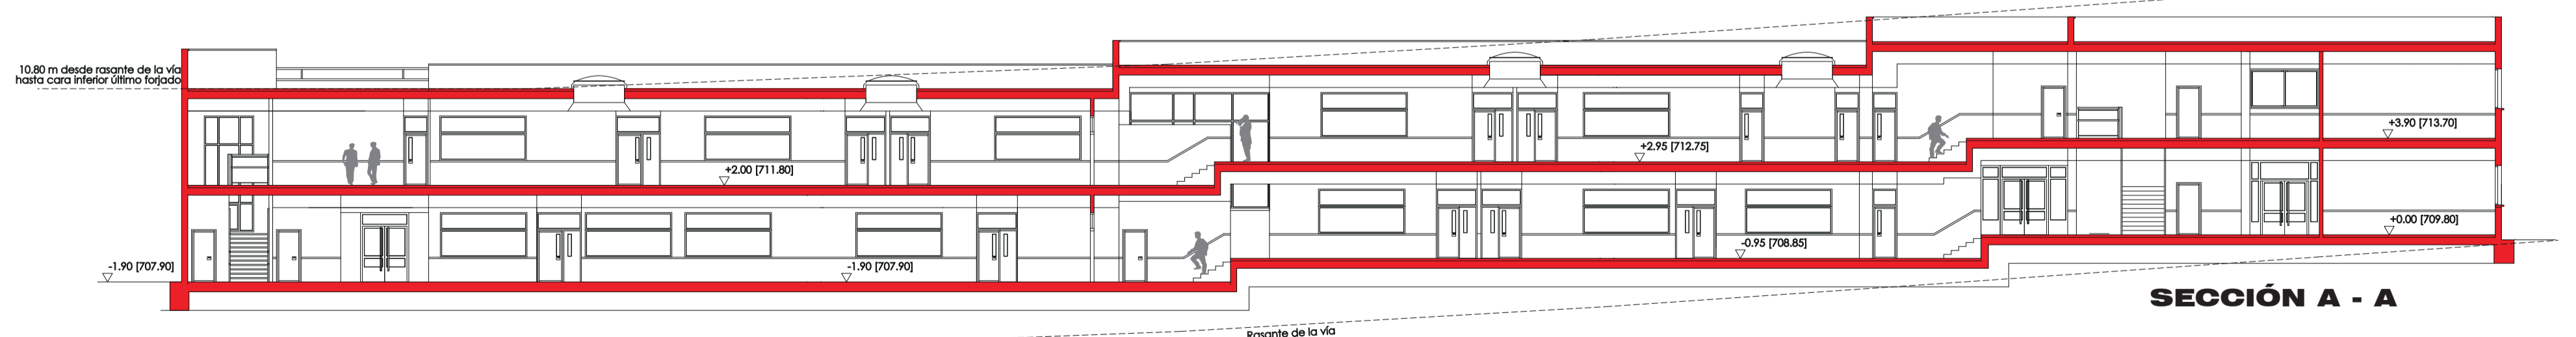 10.80 m desde rasante de la vía
hasta cara inferior último forjado
+3.90 [713.70]
+2.95 [712.75]
+2.00 [711.80]
+0.00 [709.80]
-0.95 [708.85]
-1.90 [707.90]
-1.90 [707.90]
SECCIÓN A - A
Rasante de la vía